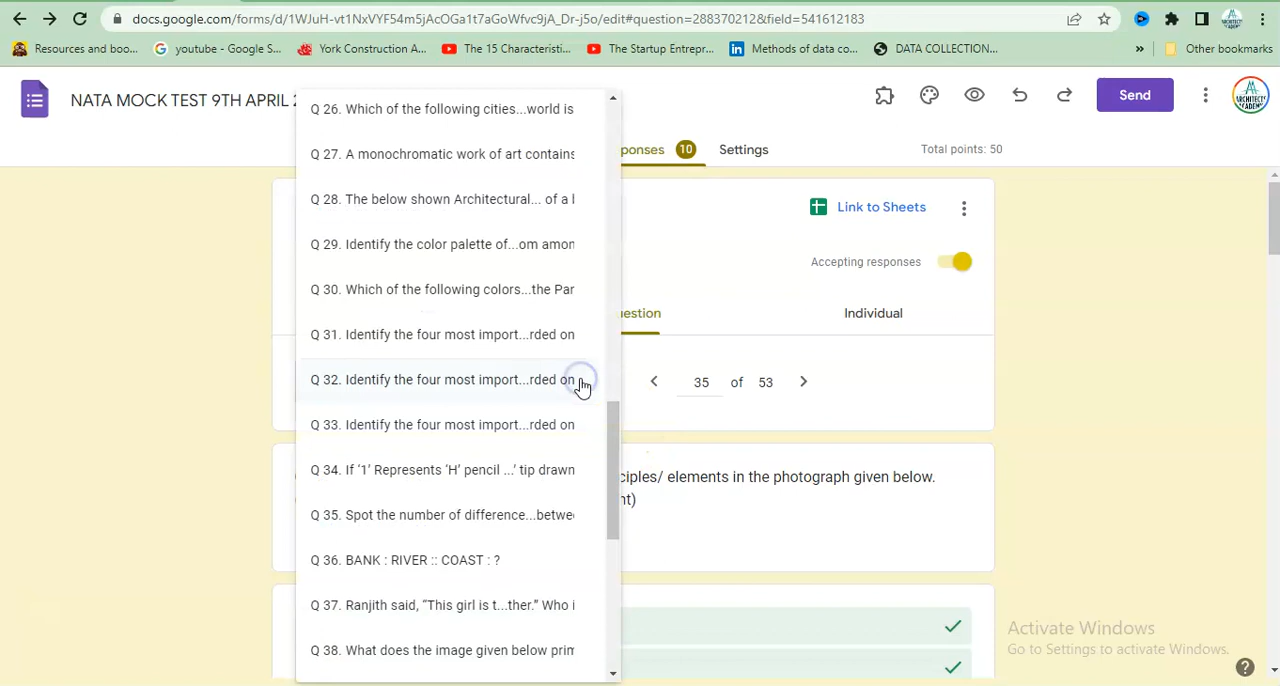 docs.google.com/forms/d/1WJuH-vt1NxVYF54m5jAcOGa1t7aGoWfvc9jA_Dr-j5o/edit#question=288370212&field=541612183
Resources and boo...
youtube - Google S...
York Construction A...
The 15 Characteristi...
The Startup Entrepr...
Methods of data co...
DATA COLLECTION...
»
Other bookmarks
NATA MOCK TEST 9TH APRIL 2
Send
ponses 10
Settings
Total points: 50
Link to Sheets
Accepting responses
uestion
Individual
35 of 53
Q 26. Which of the following cities...world is
Q 27. A monochromatic work of art contains
Q 28. The below shown Architectural... of a l
Q 29. Identify the color palette of...om amon
Q 30. Which of the following colors...the Par
Q 31. Identify the four most import...rded on
Q 32. Identify the four most import...rded on
Q 33. Identify the four most import...rded on
Q 34. If ‘1’ Represents ‘H’ pencil ...’ tip drawn
Q 35. Spot the number of difference...betwe
Q 36. BANK : RIVER :: COAST : ?
Q 37. Ranjith said, “This girl is t...ther.” Who i
Q 38. What does the image given below prim
ciples/ elements in the photograph given below.
nt)
Activate Windows
Go to Settings to activate Windows.